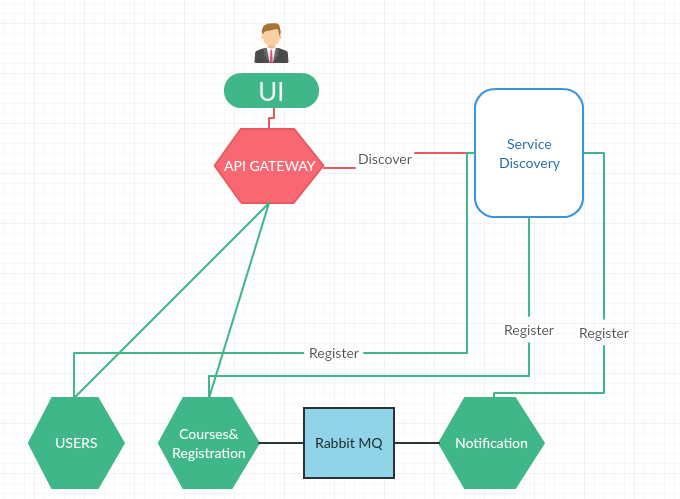 UI
API GATEWAY
Discover
Service
Discovery
Register
Register
Register
USERS
Courses&
Registration
Rabbit MQ
Notification